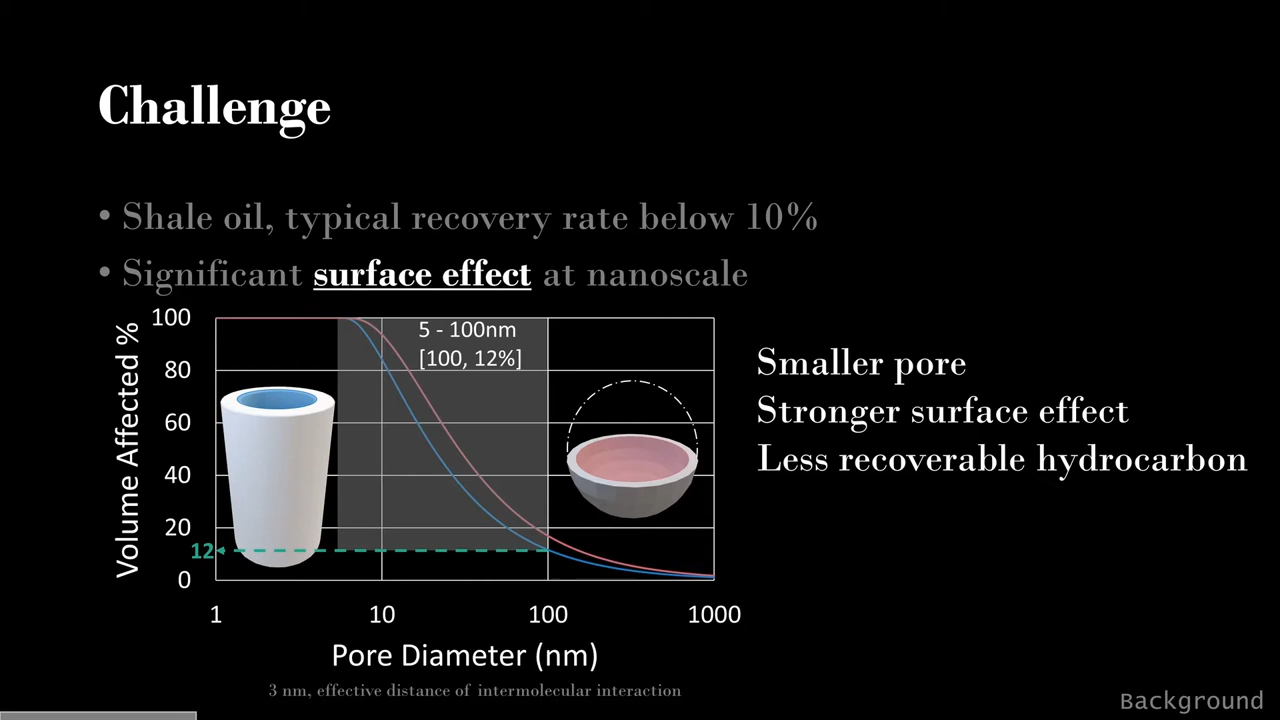 Challenge
• Shale oil, typical recovery rate below 10%
• Significant surface effect at nanoscale
Volume Affected %
100
80
60
40
20
12
0
5 - 100nm
[100, 12%]
1
10
100
1000
Pore Diameter (nm)
3 nm, effective distance of intermolecular interaction
Smaller pore
Stronger surface effect
Less recoverable hydrocarbon
Background